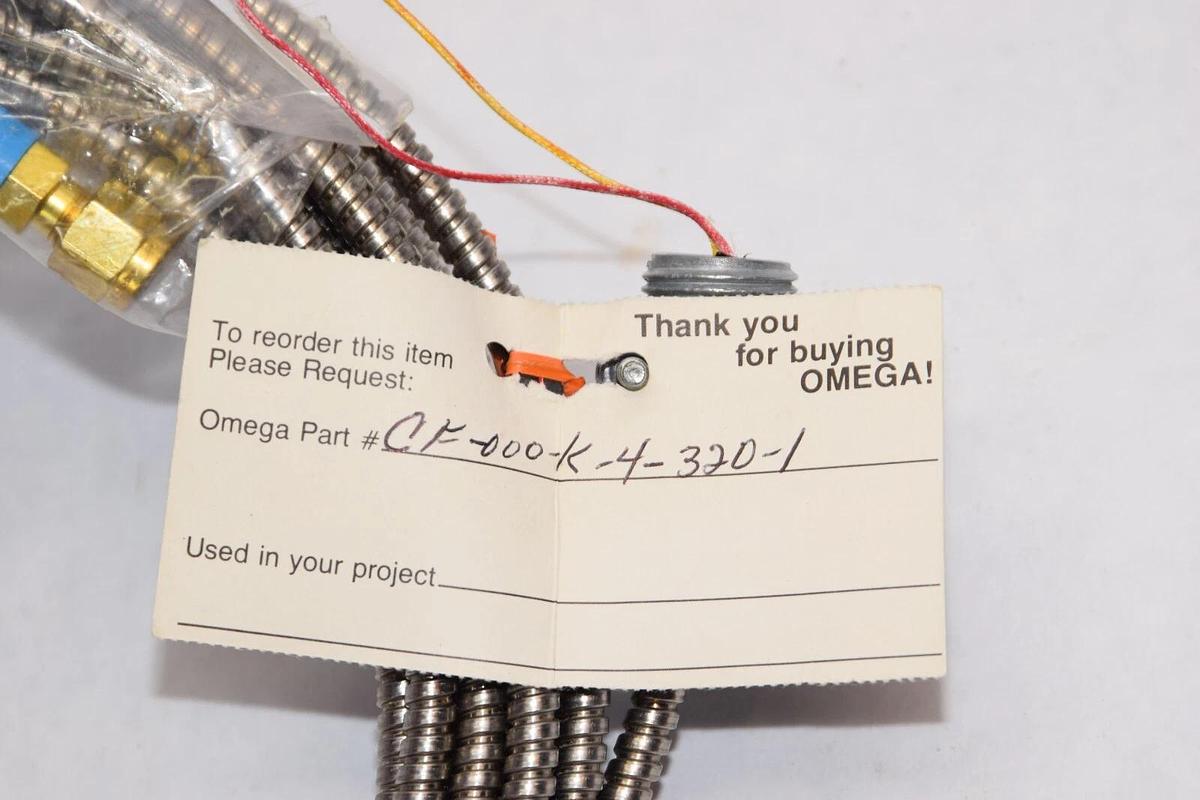 To reorder this item
Please Request:
Thank you
for buying
OMEGA!
Omega Part # CF-000-K-4-320-1
Used in your project